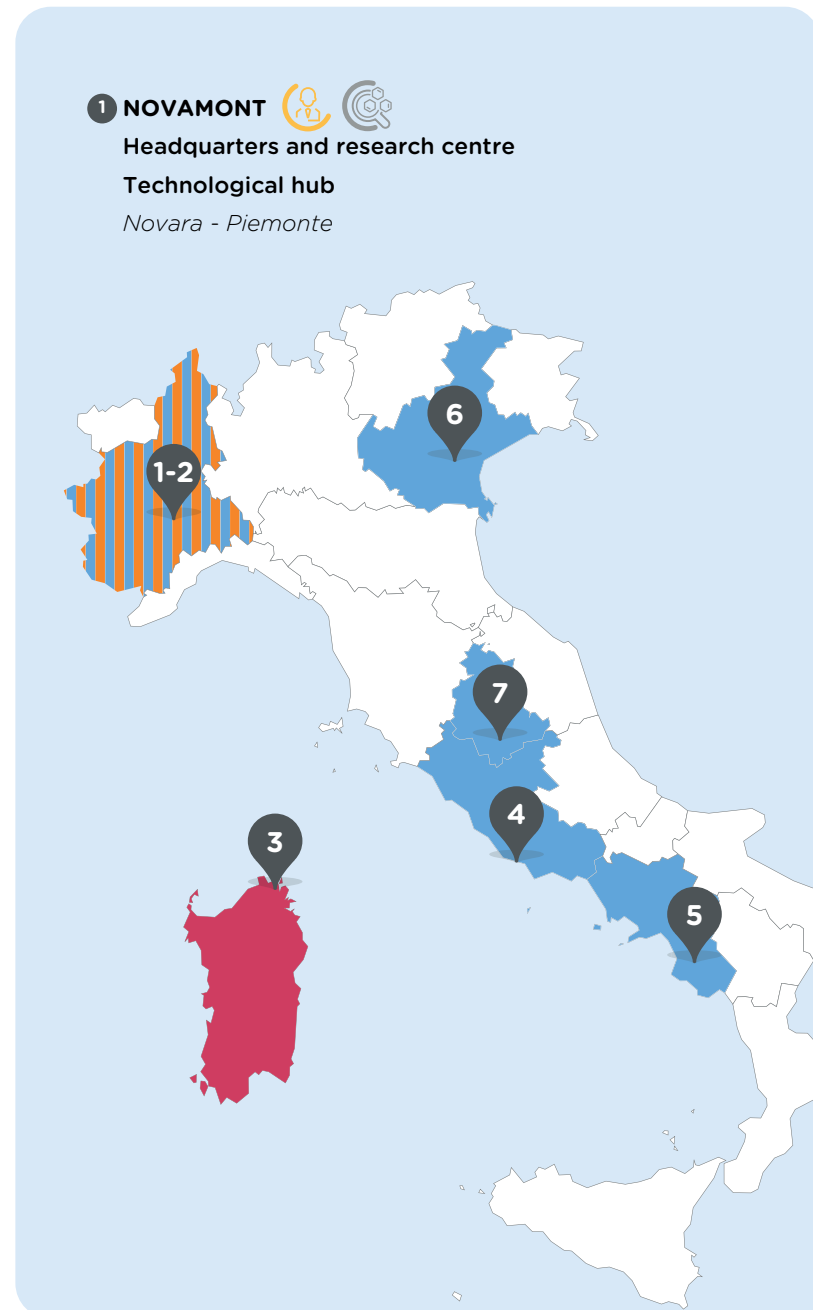 1 NOVAMONT
Headquarters and research centre
Technological hub
Novara - Piemonte
6
1-2
7
4
3
5